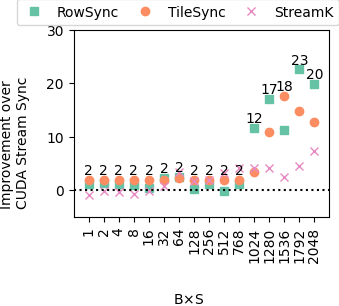 RowSync TileSync StreamK
Improvement over
CUDA Stream Sync
30
20
10
0
2 2 2 2 2 2 2 2 2 2 2 12 17 18 23 20
1 2 4 8 16 32 64 128 256 512 768 1024 1280 1536 1792 2048
B×S